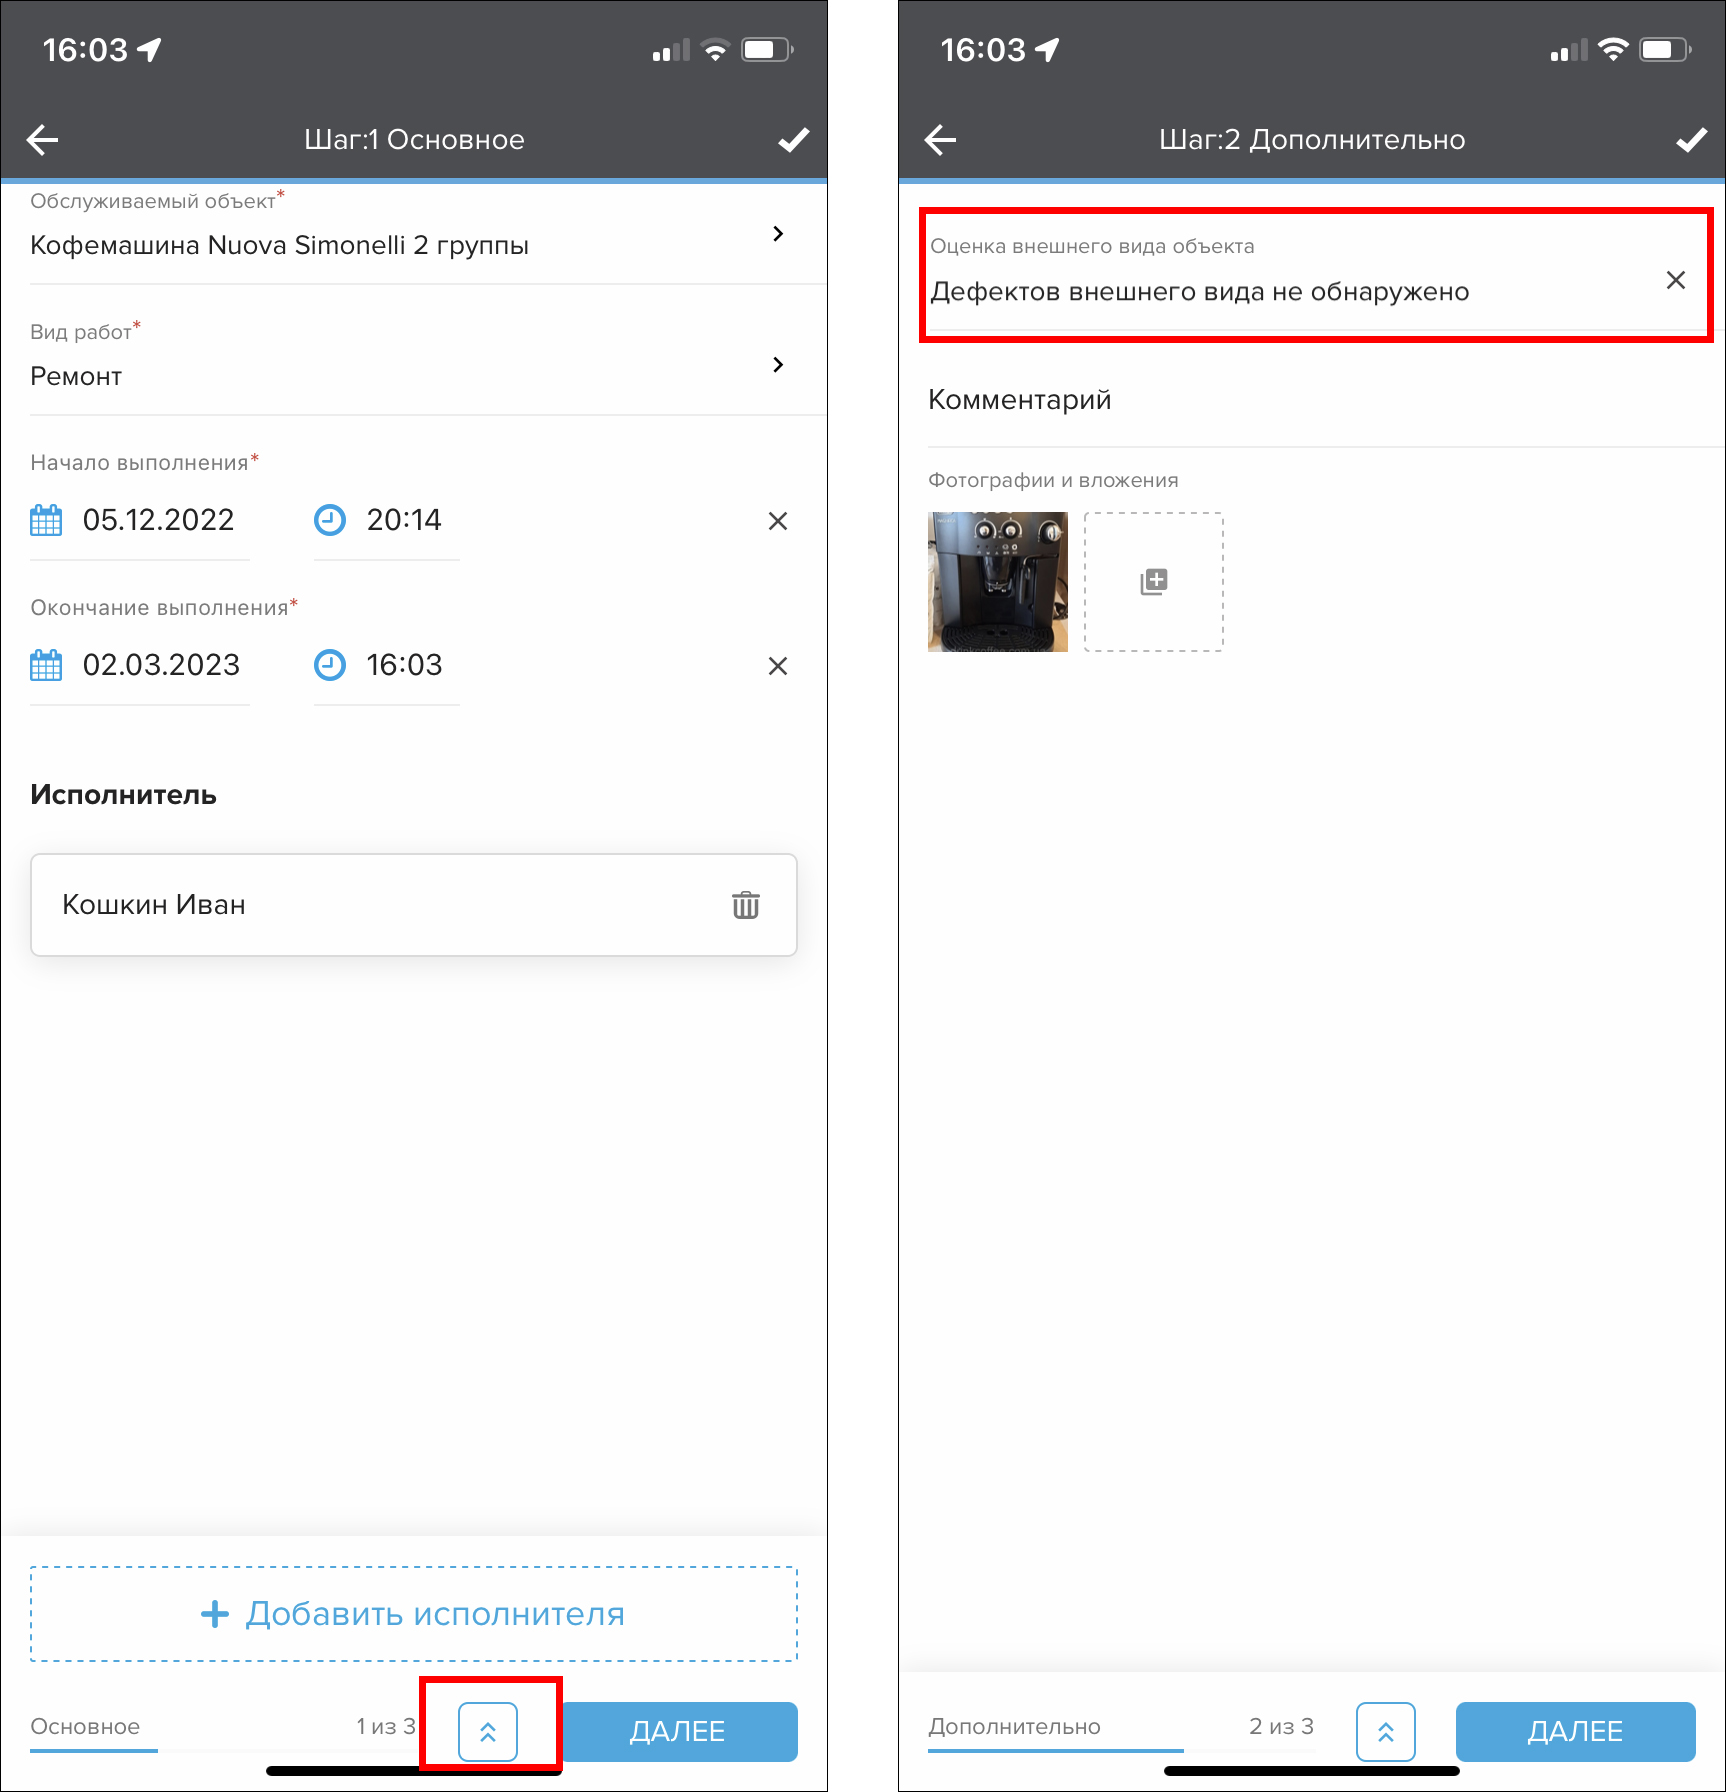 16:03
Шаг:1 Основное
Обслуживаемый объект*
Кофемашина Nuova Simonelli 2 группы
Вид работ*
Ремонт
Начало выполнения*
05.12.2022 20:14
Окончание выполнения*
02.03.2023 16:03
Исполнитель
Кошкин Иван
+ Добавить исполнителя
Основное 1 из 3 ДАЛЕЕ
16:03
Шаг:2 Дополнительно
Оценка внешнего вида объекта
Дефектов внешнего вида не обнаружено
Комментарий
Фотографии и вложения
Дополнительно 2 из 3 ДАЛЕЕ